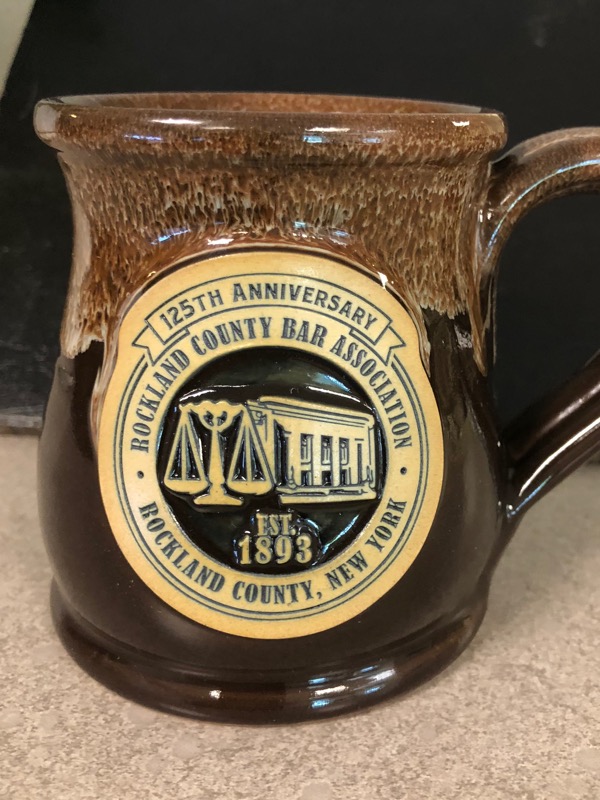 125TH ANNIVERSARY
ROCKLAND COUNTY BAR ASSOCIATION
EST.
1893
ROCKLAND COUNTY, NEW YORK